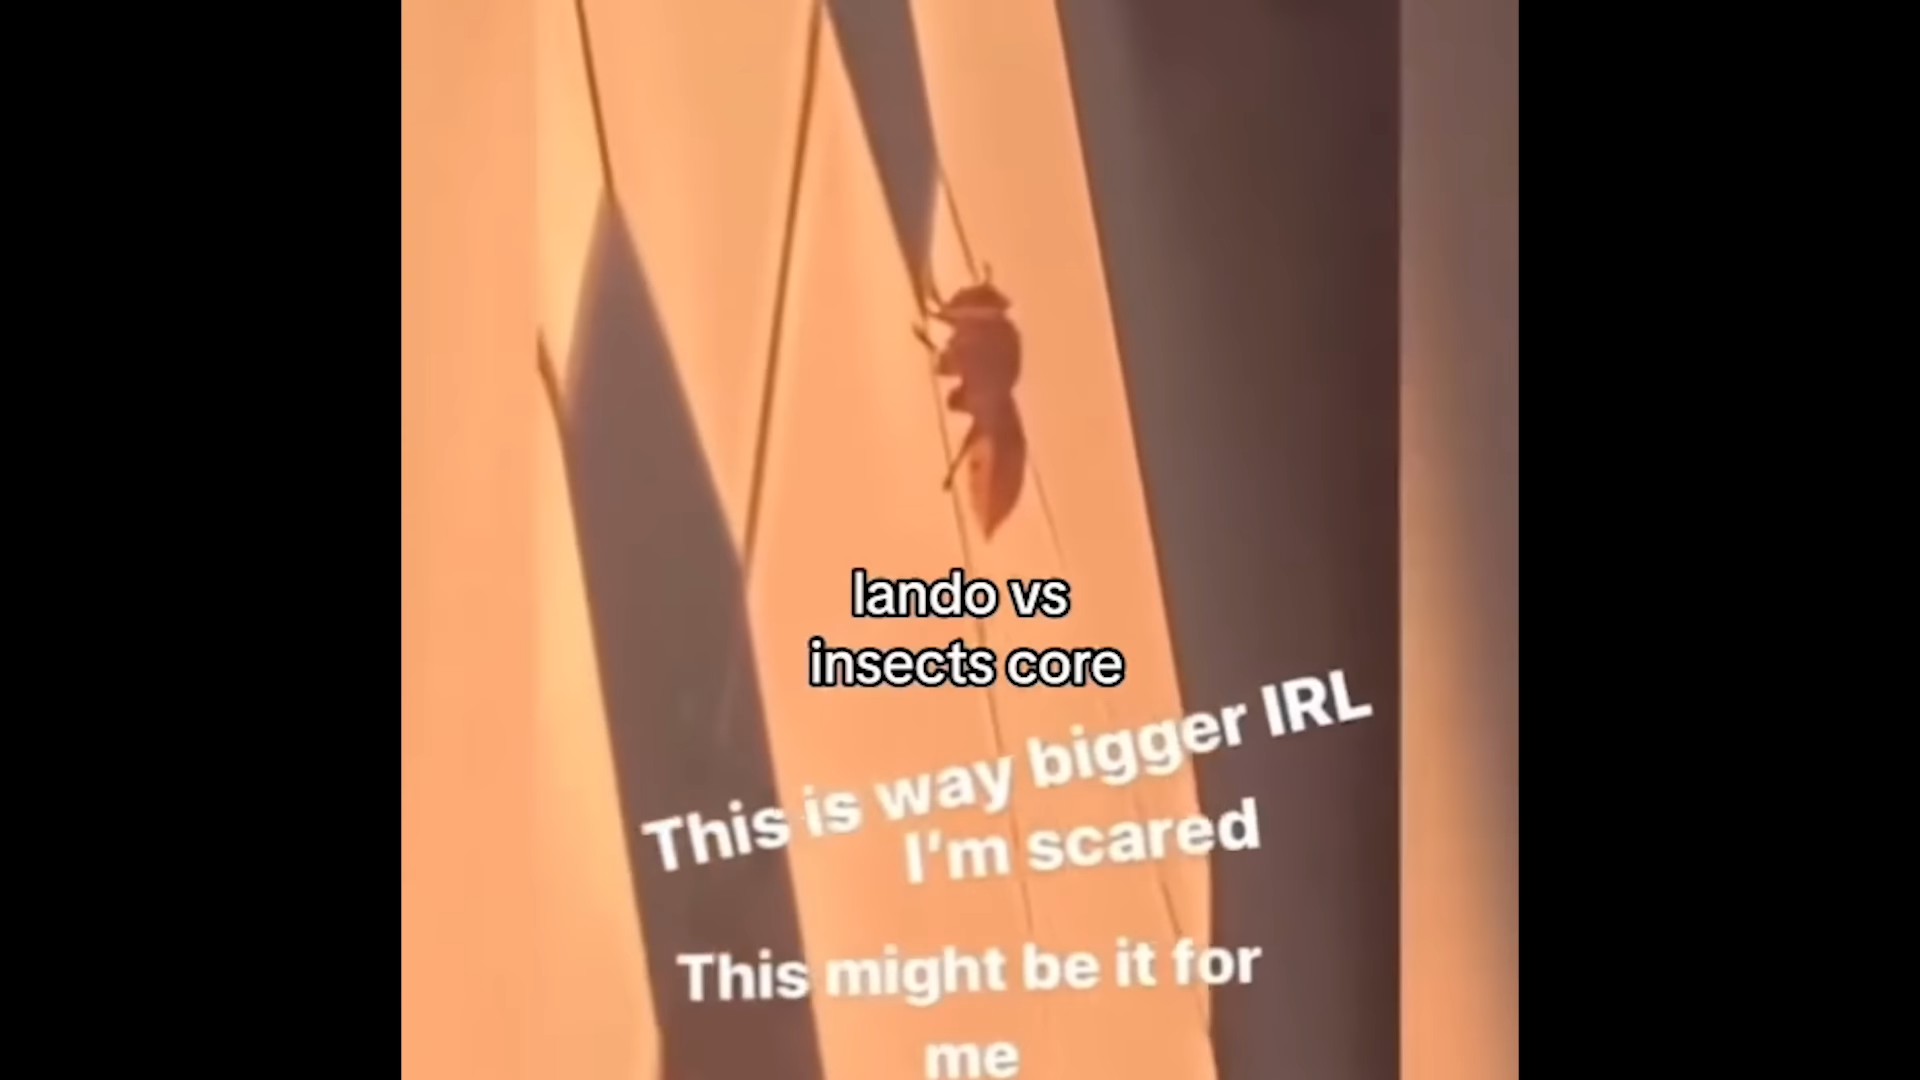 lando vs
insects core
This is way bigger IRL
I'm scared
This might be it for
me